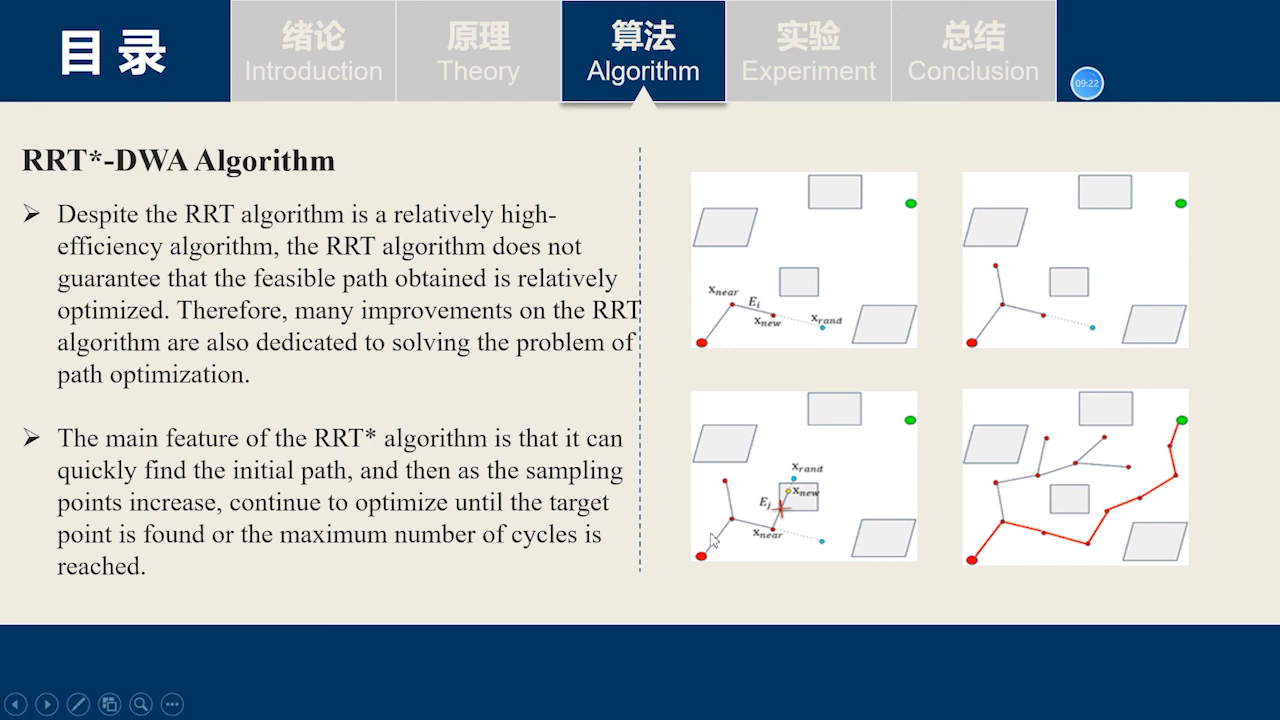 目 录
绪论
Introduction
原理
Theory
算法
Algorithm
实验
Experiment
总结
Conclusion
09:22
RRT*-DWA Algorithm
➢ Despite the RRT algorithm is a relatively high-
efficiency algorithm, the RRT algorithm does not
guarantee that the feasible path obtained is relatively
optimized. Therefore, many improvements on the RRT
algorithm are also dedicated to solving the problem of
path optimization.
➢ The main feature of the RRT* algorithm is that it can
quickly find the initial path, and then as the sampling
points increase, continue to optimize until the target
point is found or the maximum number of cycles is
reached.
xnear
Ei
xnew
xrand
xrand
xnew
Ej
xnear